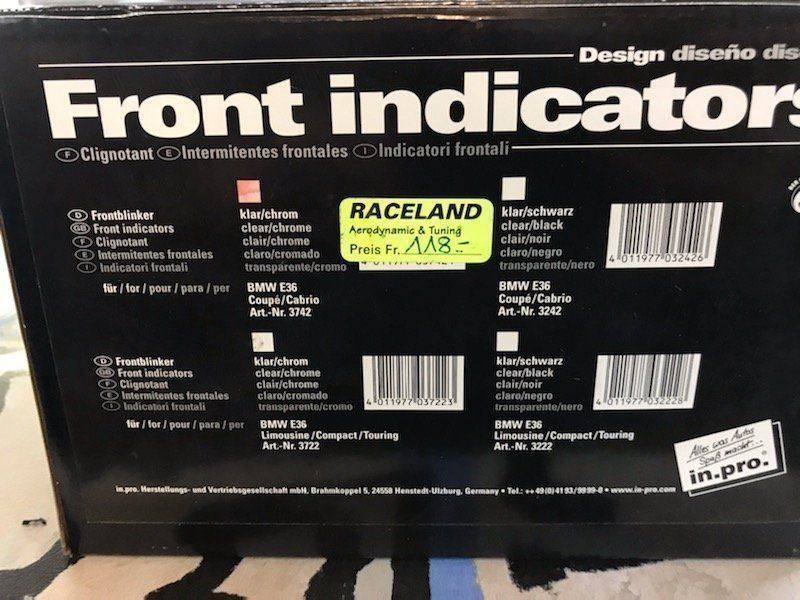 Design diseño
Front indicators
F Clignotant E Intermitentes frontales I Indicatori frontali
D Frontblinker
GB Front indicators
F Clignotant
E Intermitentes frontales
I Indicatori frontali
für / for / pour / para / per
klar/chrom
clear/chrome
clair/chrome
claro/cromado
transparente/cromo
BMW E36
Coupé/Cabrio
Art.-Nr. 3742
RACELAND
Aerodynamic & Tuning
Preis Fr. 118.-
klar/schwarz
clear/black
clair/noir
claro/negro
transparente/nero
4 011977 032426
BMW E36
Coupé/Cabrio
Art.-Nr. 3242
D Frontblinker
GB Front indicators
F Clignotant
E Intermitentes frontales
I Indicatori frontali
für / for / pour / para / per
klar/chrom
clear/chrome
clair/chrome
claro/cromado
transparente/cromo
4 011977 037223
BMW E36
Limousine/Compact/Touring
Art.-Nr. 3722
klar/schwarz
clear/black
clair/noir
claro/negro
transparente/nero
4 011977 032228
BMW E36
Limousine/Compact/Touring
Art.-Nr. 3222
Alles was Autos
Spaß macht...
in.pro.
in.pro. Herstellungs- und Vertriebsgesellschaft mbH, Brahmkoppel 5, 24558 Henstedt-Ulzburg, Germany • Tel.: ++49(0)4193/9999-0 • www.in-pro.com